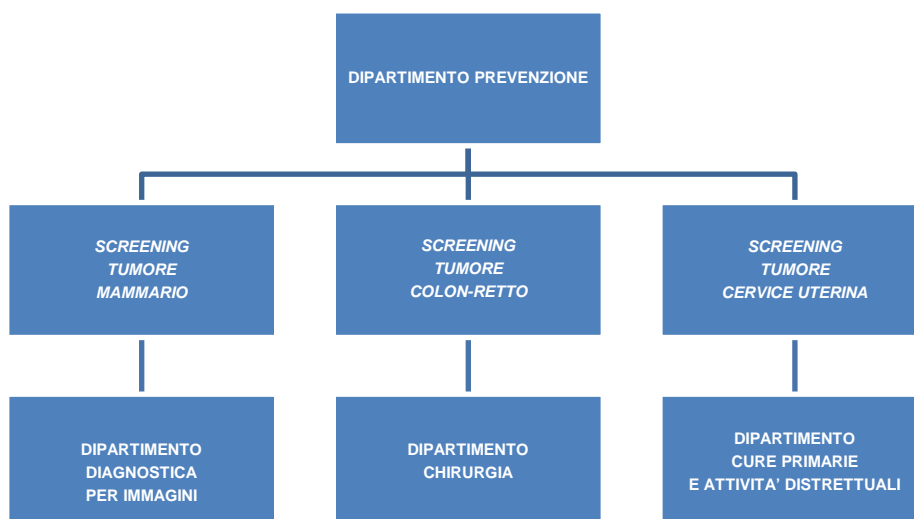 DIPARTIMENTO PREVENZIONE
SCREENING
TUMORE
MAMMARIO
SCREENING
TUMORE
COLON-RETTO
SCREENING
TUMORE
CERVICE UTERINA
DIPARTIMENTO
DIAGNOSTICA
PER IMMAGINI
DIPARTIMENTO
CHIRURGIA
DIPARTIMENTO
CURE PRIMARIE
E ATTIVITA’ DISTRETTUALI